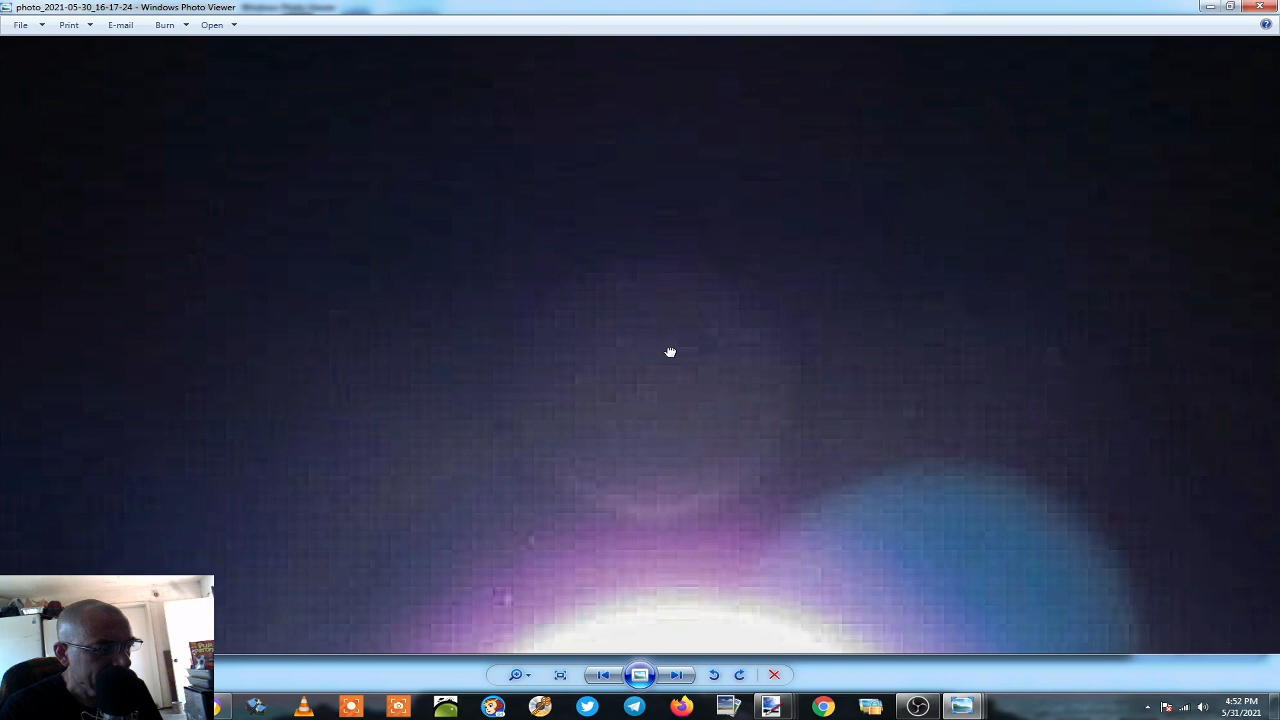 photo_2021-05-30_16-17-24 - Windows Photo Viewer
File Print E-mail Burn Open
4:52 PM
5/31/2021